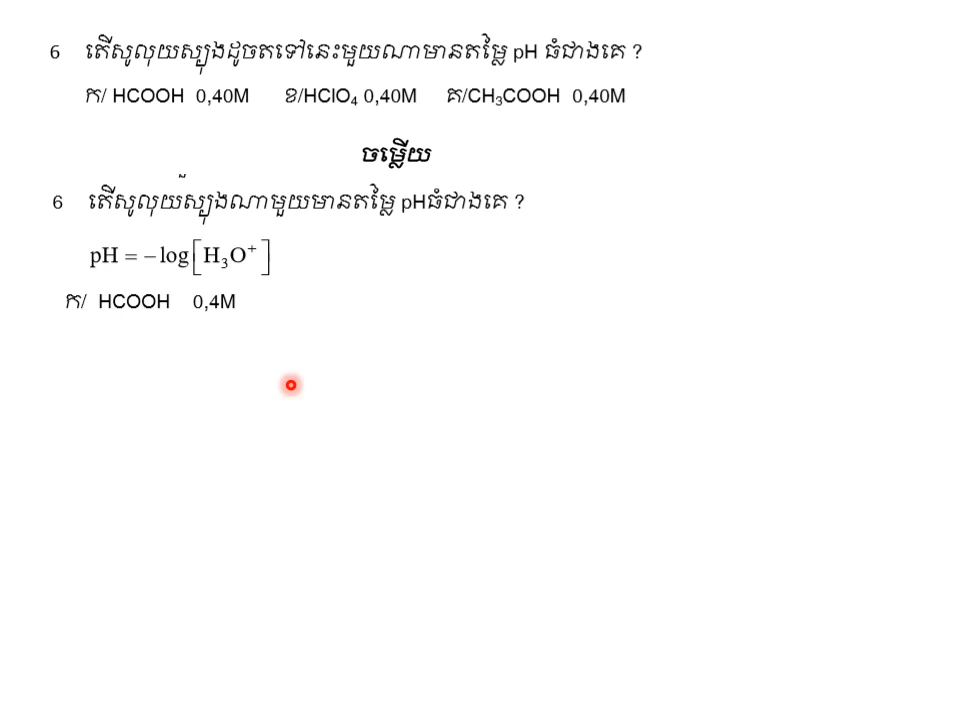 6 តើសូលុយស្យុងដូចតទៅនេះមួយណាមានតម្លៃ pH ធំជាងគេ ?
ក/ HCOOH 0,40M ខ/HClO₄ 0,40M គ/CH₃COOH 0,40M
ចម្លើយ
6 តើសូលុយស្យុងណាមួយមានតម្លៃ pHធំជាងគេ ?
pH = −log[H₃O⁺]
ក/ HCOOH 0,4M